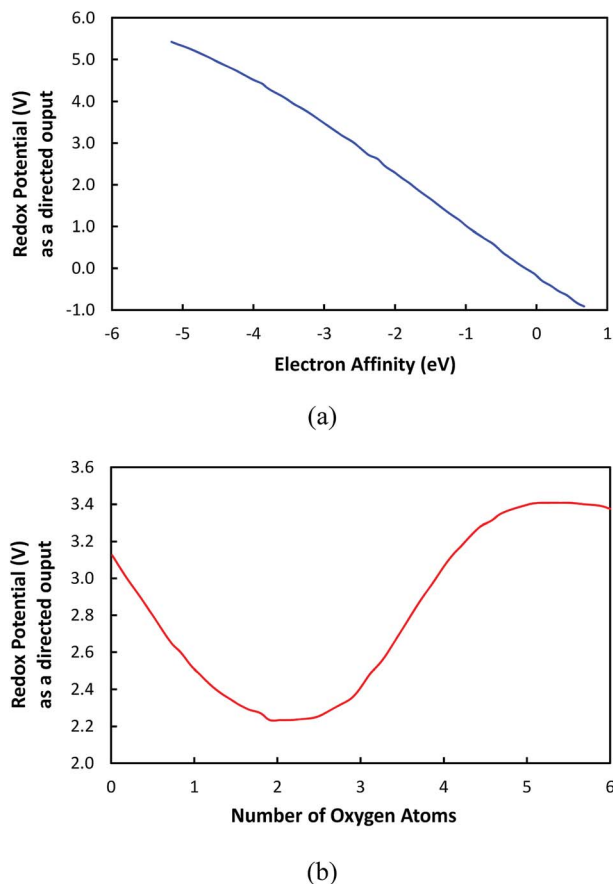 Redox Potential (V)
as a directed ouput
6.0
5.0
4.0
3.0
2.0
1.0
0.0
-1.0
-6 -5 -4 -3 -2 -1 0 1
Electron Affinity (eV)
(a)
Redox Potential (V)
as a directed ouput
3.6
3.4
3.2
3.0
2.8
2.6
2.4
2.2
2.0
0 1 2 3 4 5 6
Number of Oxygen Atoms
(b)